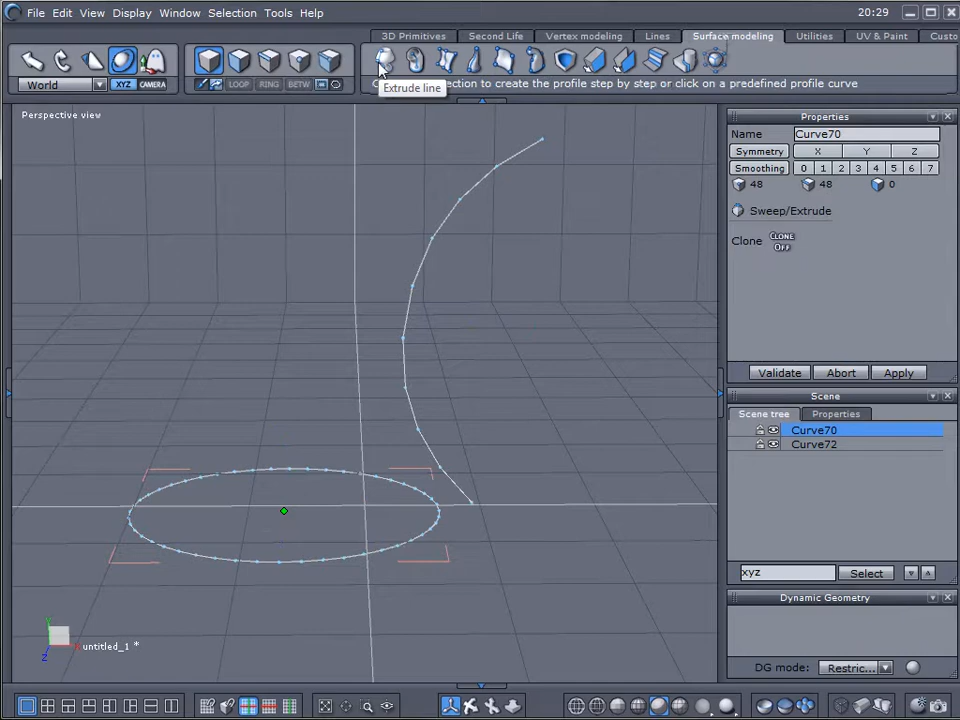 File Edit View Display Window Selection Tools Help 20:29
3D Primitives Second Life Vertex modeling Lines Surface modeling Utilities UV & Paint Custo
World XYZ CAMERA LOOP RING BETW
selection to create the profile step by step or click on a predefined profile curve
Extrude line
Perspective view
Properties
Name Curve70
Symmetry X Y Z
Smoothing 0 1 2 3 4 5 6 7
48 48 0
Sweep/Extrude
Clone CLONE OFF
Validate Abort Apply
Scene
Scene tree Properties
Curve70
Curve72
xyz Select
Dynamic Geometry
DG mode: Restric...
Y X Z
untitled_1 *